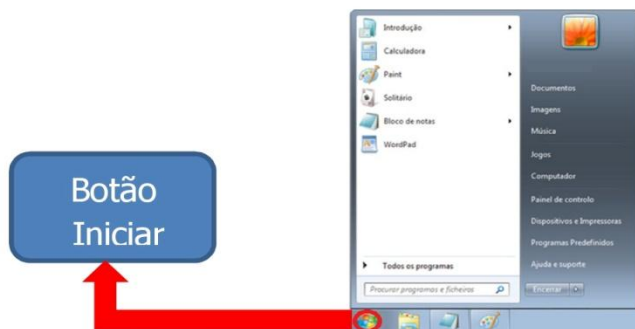 Botão
Iniciar
Introdução
Calculadora
Paint
Solitário
Bloco de notas
WordPad
Todos os programas
Procurar programas e ficheiros
Documentos
Imagens
Música
Jogos
Computador
Painel de controlo
Dispositivos e Impressoras
Programas Predefinidos
Ajuda e suporte
Encerrar